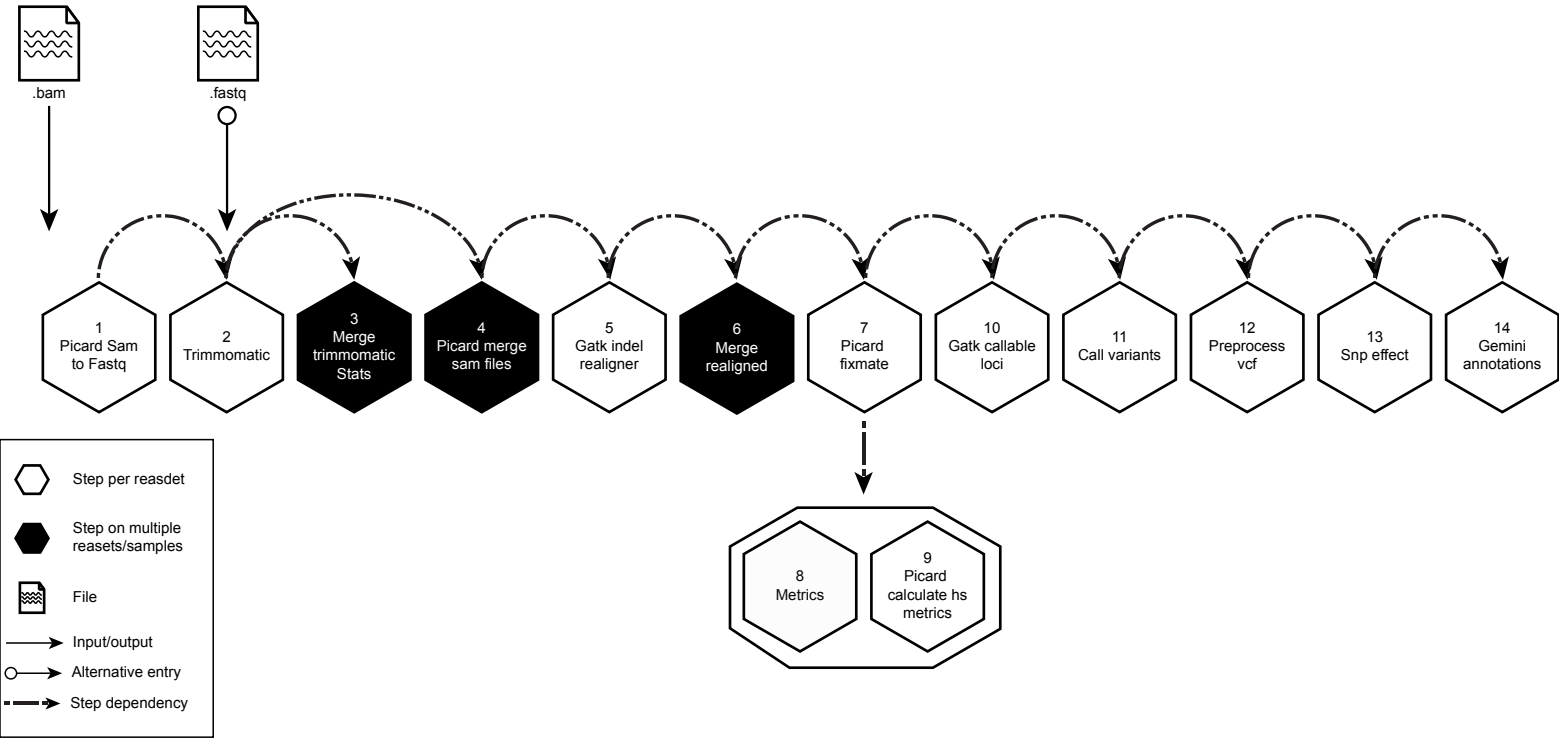 .bam
.fastq
1
Picard Sam
to Fastq
2
Trimmomatic
3
Merge
trimmomatic
Stats
4
Picard merge
sam files
5
Gatk indel
realigner
6
Merge
realigned
7
Picard
fixmate
10
Gatk callable
loci
11
Call variants
12
Preprocess
vcf
13
Snp effect
14
Gemini
annotations
8
Metrics
9
Picard
calculate hs
metrics
Step per reasdet
Step on multiple
reasets/samples
File
Input/output
Alternative entry
Step dependency